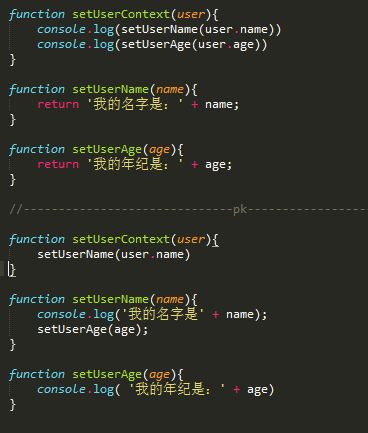 function setUserContext(user){
    console.log(setUserName(user.name))
    console.log(setUserAge(user.age))
}
function setUserName(name){
    return '我的名字是：' + name;
}
function setUserAge(age){
    return '我的年纪是：' + age;
}
//-----------------------------pk----------------
function setUserContext(user){
    setUserName(user.name)
}
function setUserName(name){
    console.log('我的名字是' + name);
    setUserAge(age);
}
function setUserAge(age){
    console.log( '我的年纪是：' + age)
}